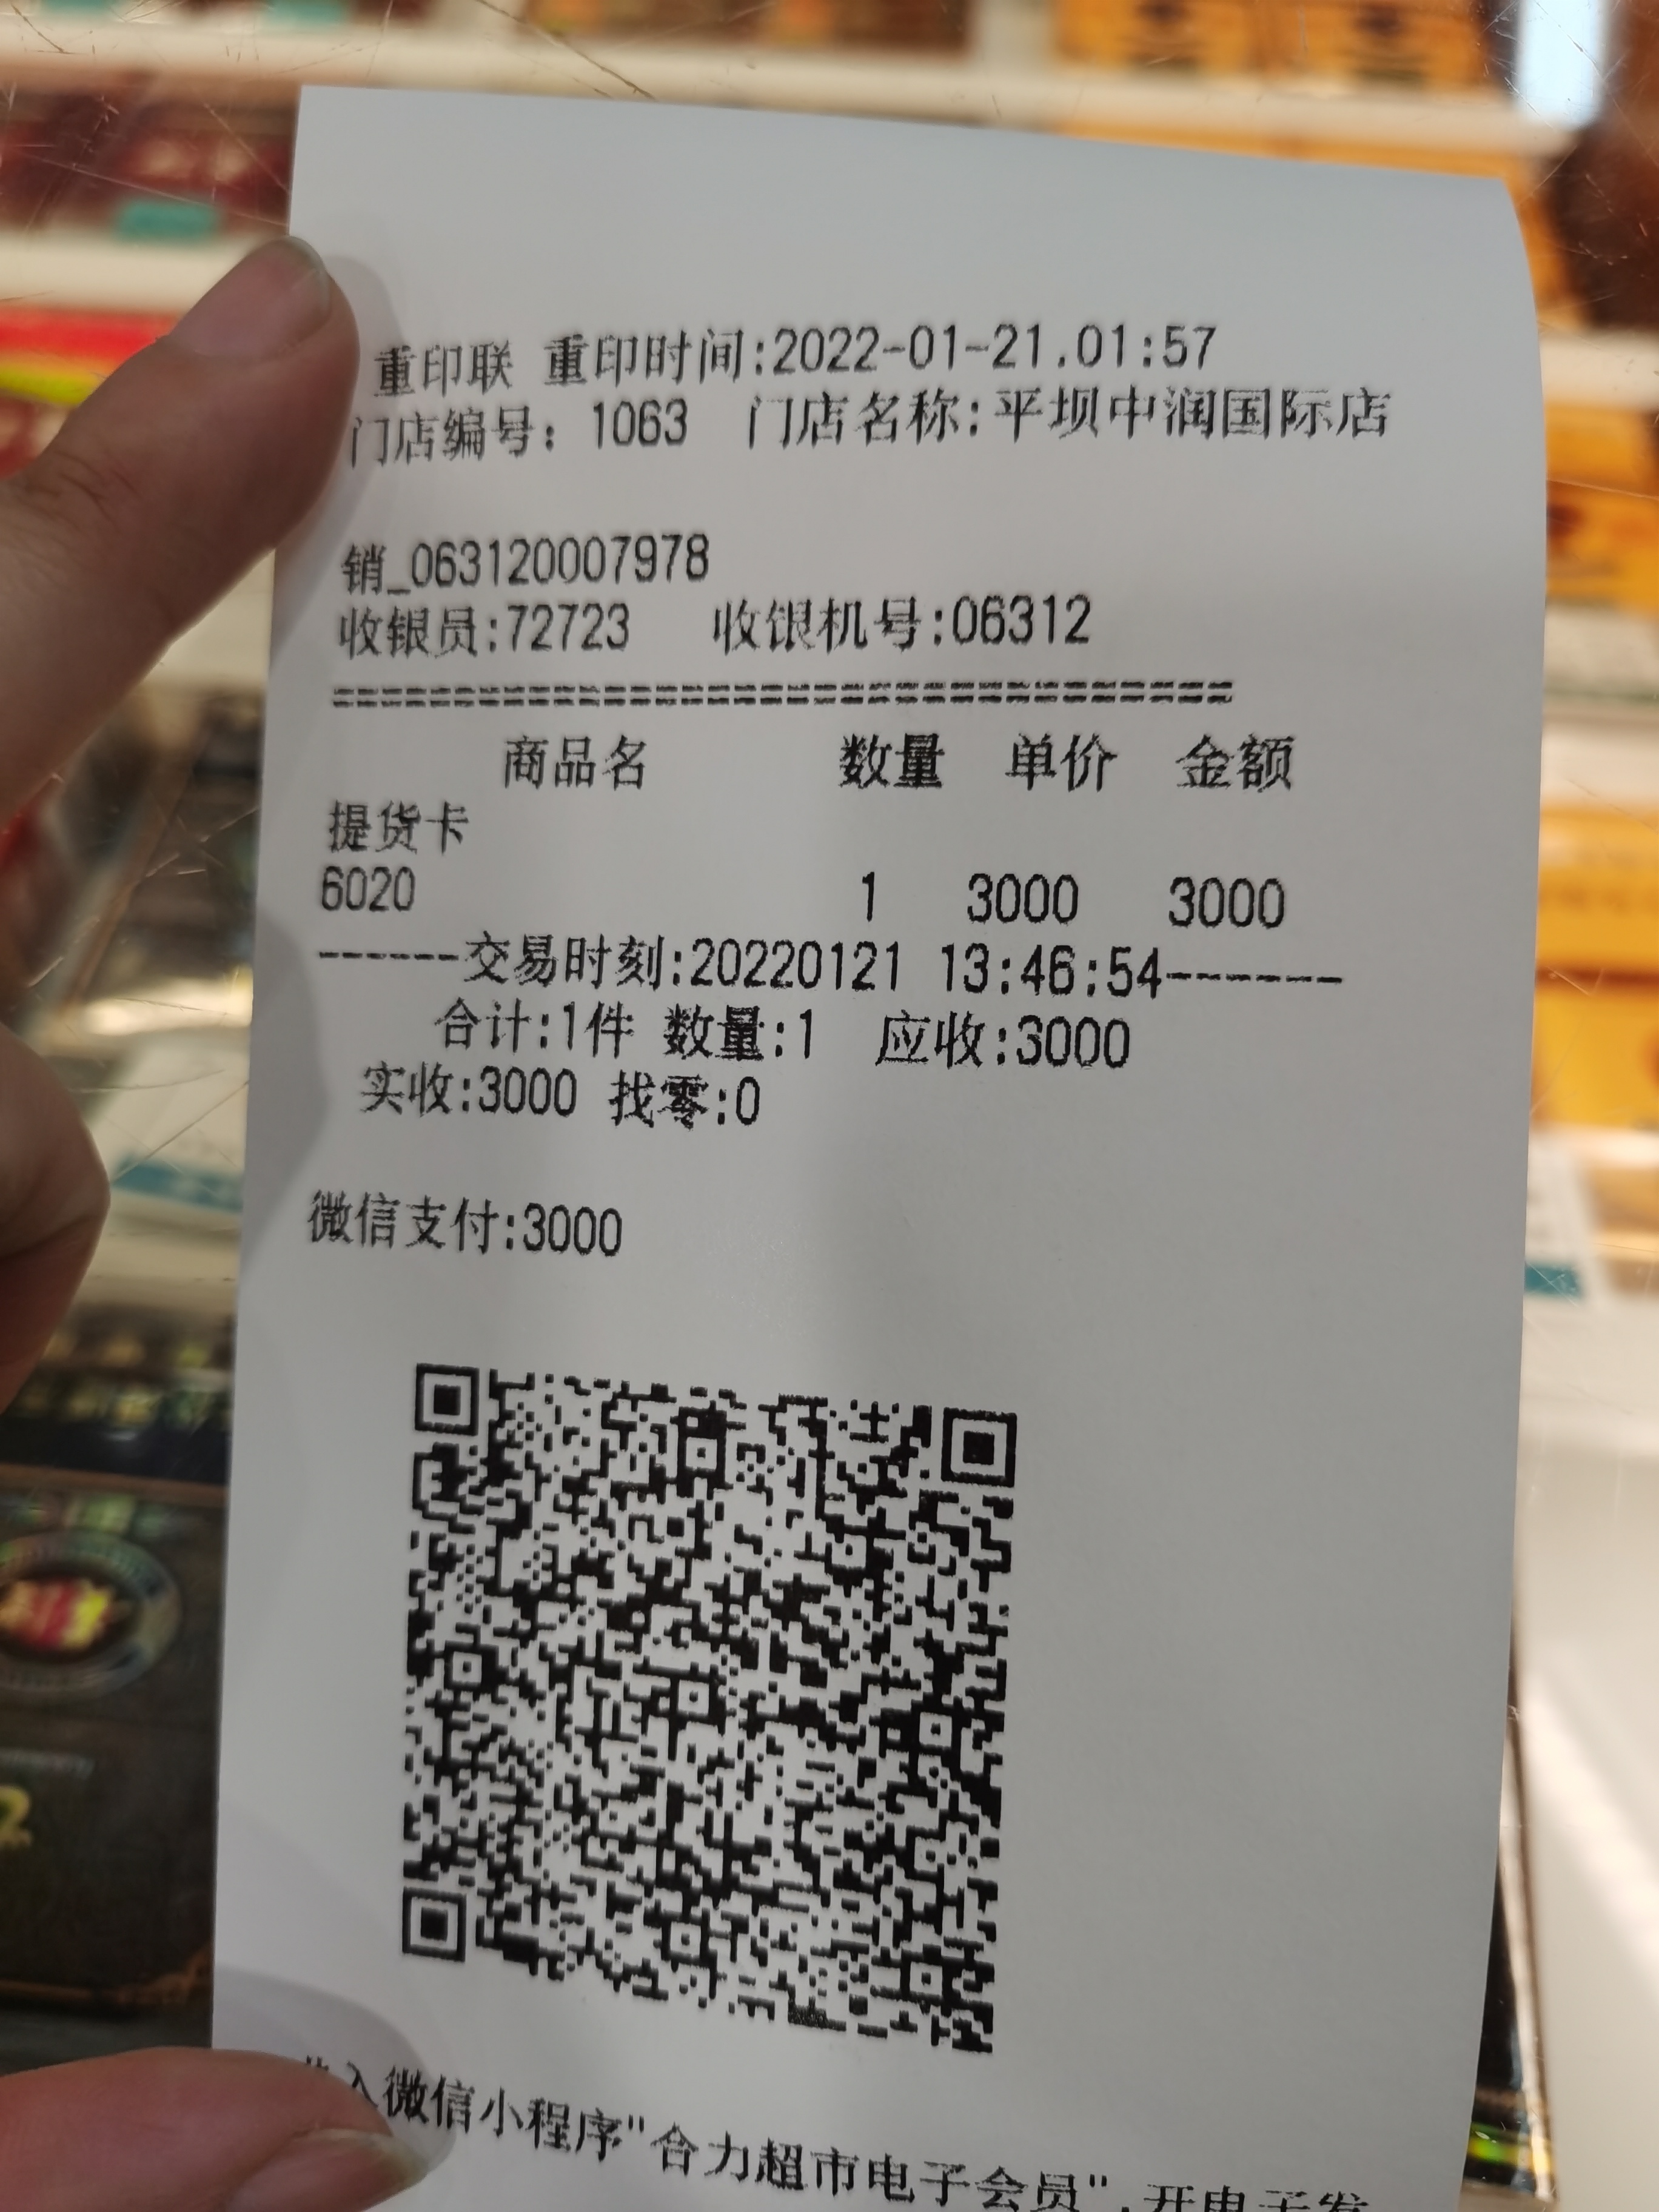 重印联 重印时间:2022-01-21.01:57
门店编号: 1063 门店名称:平坝中润国际店
销_063120007978
收银员:72723 收银机号:06312
====================================
商品名 数量 单价 金额
提货卡
6020 1 3000 3000
------交易时刻:20220121 13:46:54-------
合计:1件 数量:1 应收:3000
实收:3000 找零:0
微信支付:3000
入微信小程序"合力超市电子会员",开电子发